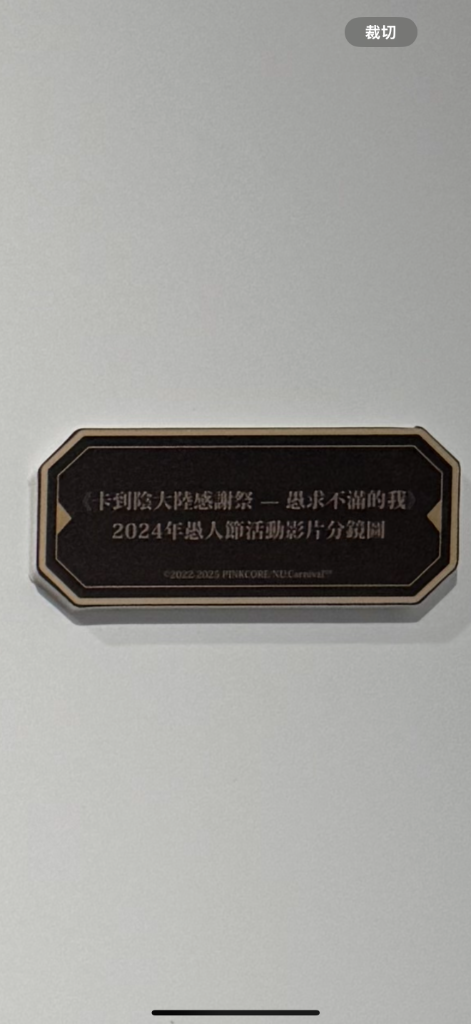 裁切
《卡到陰大陸感謝祭 — 愚求不滿的我》
2024年愚人節活動影片分鏡圖
©2022-2025 PINKCORE/NU:Carnival™